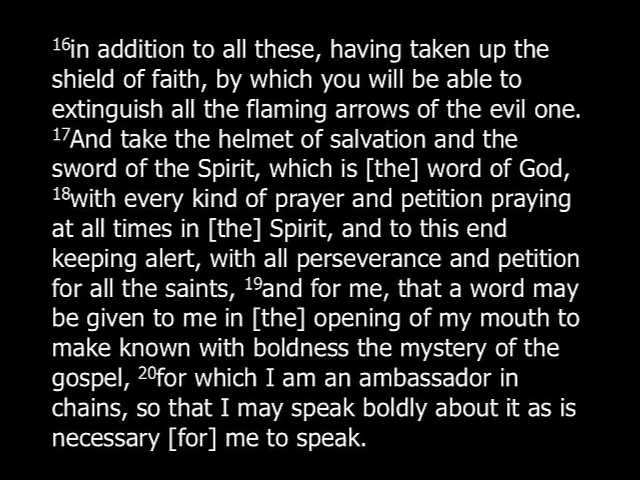 16in addition to all these, having taken up the
shield of faith, by which you will be able to
extinguish all the flaming arrows of the evil one.
17And take the helmet of salvation and the
sword of the Spirit, which is [the] word of God,
18with every kind of prayer and petition praying
at all times in [the] Spirit, and to this end
keeping alert, with all perseverance and petition
for all the saints, 19and for me, that a word may
be given to me in [the] opening of my mouth to
make known with boldness the mystery of the
gospel, 20for which I am an ambassador in
chains, so that I may speak boldly about it as is
necessary [for] me to speak.